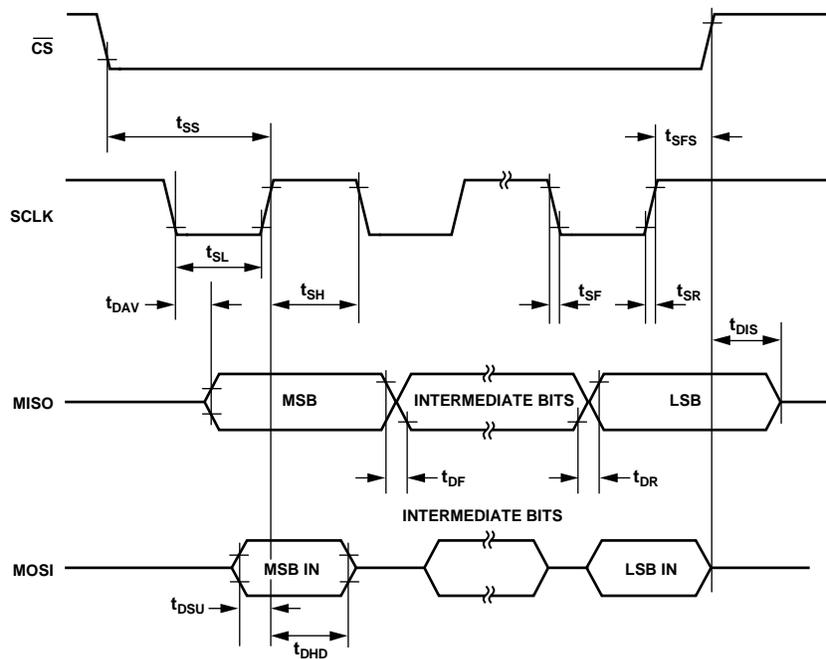 CS
tSS
tSFS
SCLK
tSL
tSH
tSF
tSR
tDAV
tDIS
MISO
MSB
INTERMEDIATE BITS
LSB
tDF
tDR
INTERMEDIATE BITS
MOSI
MSB IN
LSB IN
tDSU
tDHD